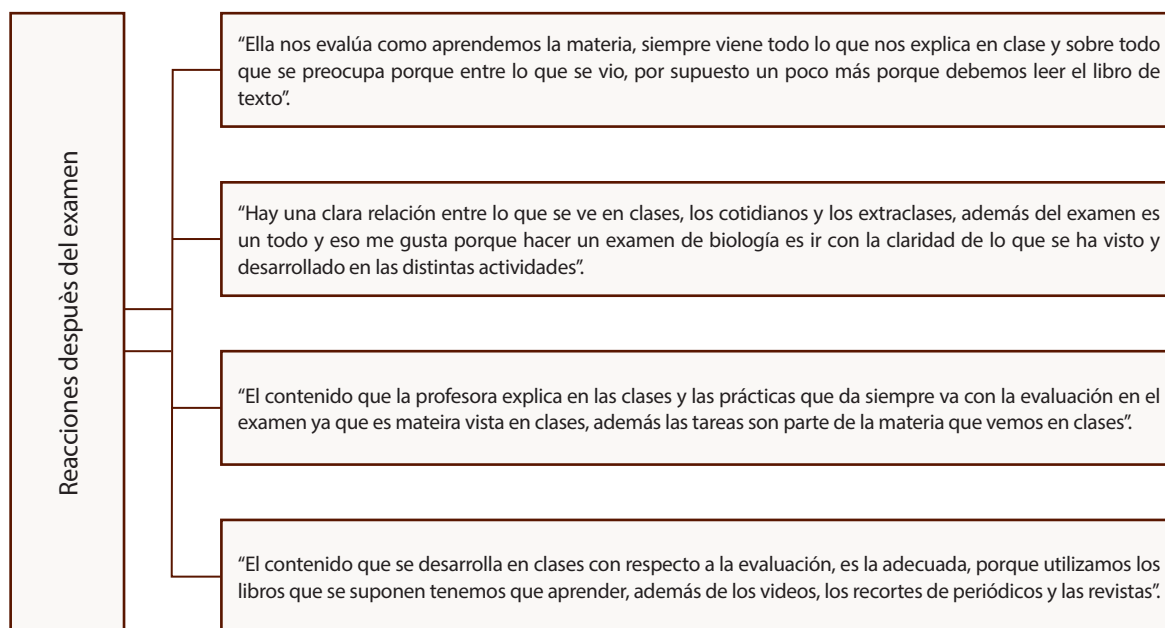 Reacciones despuès del examen
“Ella nos evalúa como aprendemos la materia, siempre viene todo lo que nos explica en clase y sobre todo
que se preocupa porque entre lo que se vio, por supuesto un poco más porque debemos leer el libro de
texto”.
“Hay una clara relación entre lo que se ve en clases, los cotidianos y los extraclases, además del examen es
un todo y eso me gusta porque hacer un examen de biología es ir con la claridad de lo que se ha visto y
desarrollado en las distintas actividades”.
“El contenido que la profesora explica en las clases y las prácticas que da siempre va con la evaluación en el
examen ya que es mateira vista en clases, además las tareas son parte de la materia que vemos en clases”.
“El contenido que se desarrolla en clases con respecto a la evaluación, es la adecuada, porque utilizamos los
libros que se suponen tenemos que aprender, además de los videos, los recortes de periódicos y las revistas”.